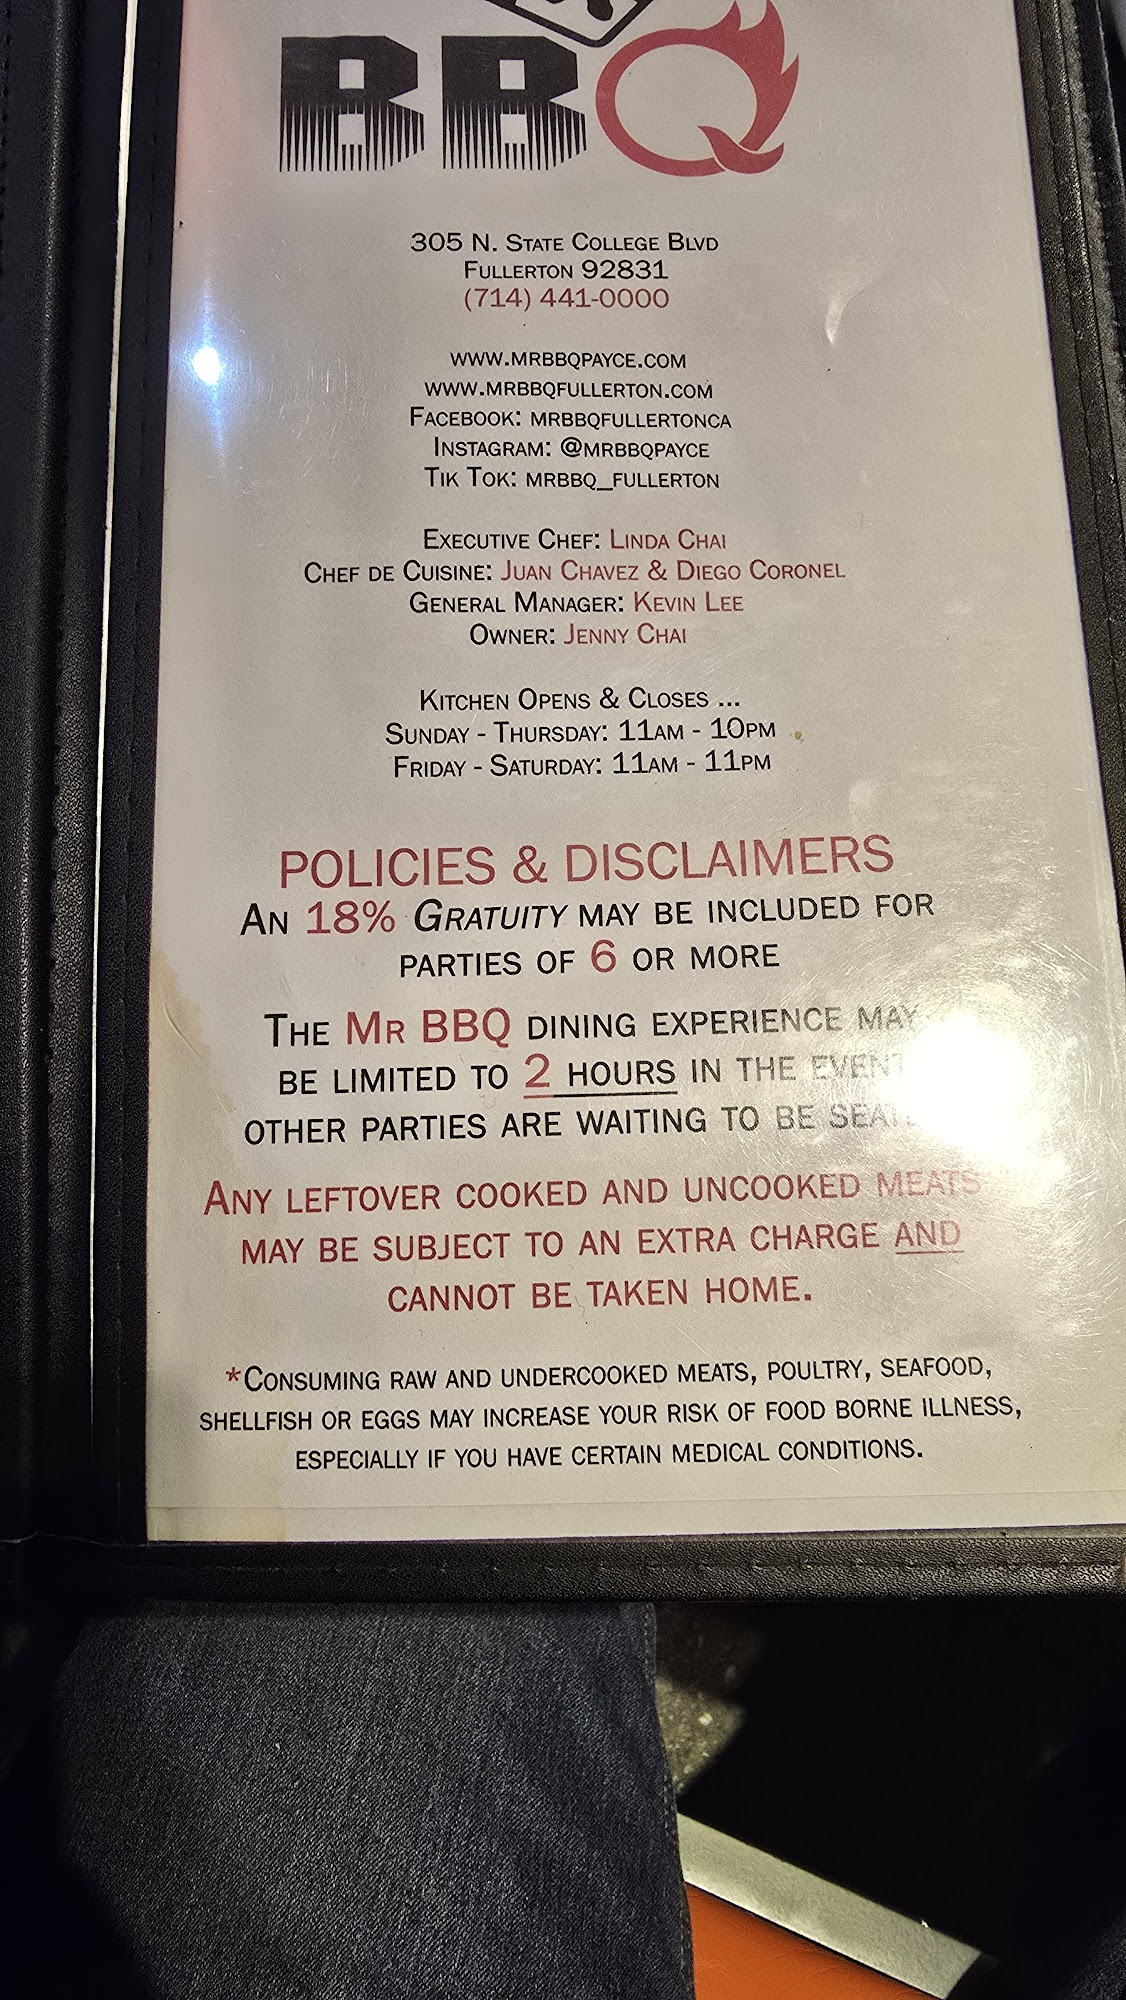 BBQ
305 N. State College Blvd
Fullerton 92831
(714) 441-0000
www.mrbbqpayce.com
www.mrbbqfullerton.com
Facebook: mrbbqfullertonca
Instagram: @mrbbqpayce
Tik Tok: mrbbq_fullerton
Executive Chef: Linda Chai
Chef de Cuisine: Juan Chavez & Diego Coronel
General Manager: Kevin Lee
Owner: Jenny Chai
Kitchen Opens & Closes ...
Sunday - Thursday: 11am - 10pm
Friday - Saturday: 11am - 11pm
POLICIES & DISCLAIMERS
An 18% Gratuity may be included for
parties of 6 or more
The Mr BBQ dining experience may
be limited to 2 hours in the event
other parties are waiting to be
Any leftover cooked and uncooked meats
may be subject to an extra charge and
cannot be taken home.
*Consuming raw and undercooked meats, poultry, seafood,
shellfish or eggs may increase your risk of food borne illness,
especially if you have certain medical conditions.